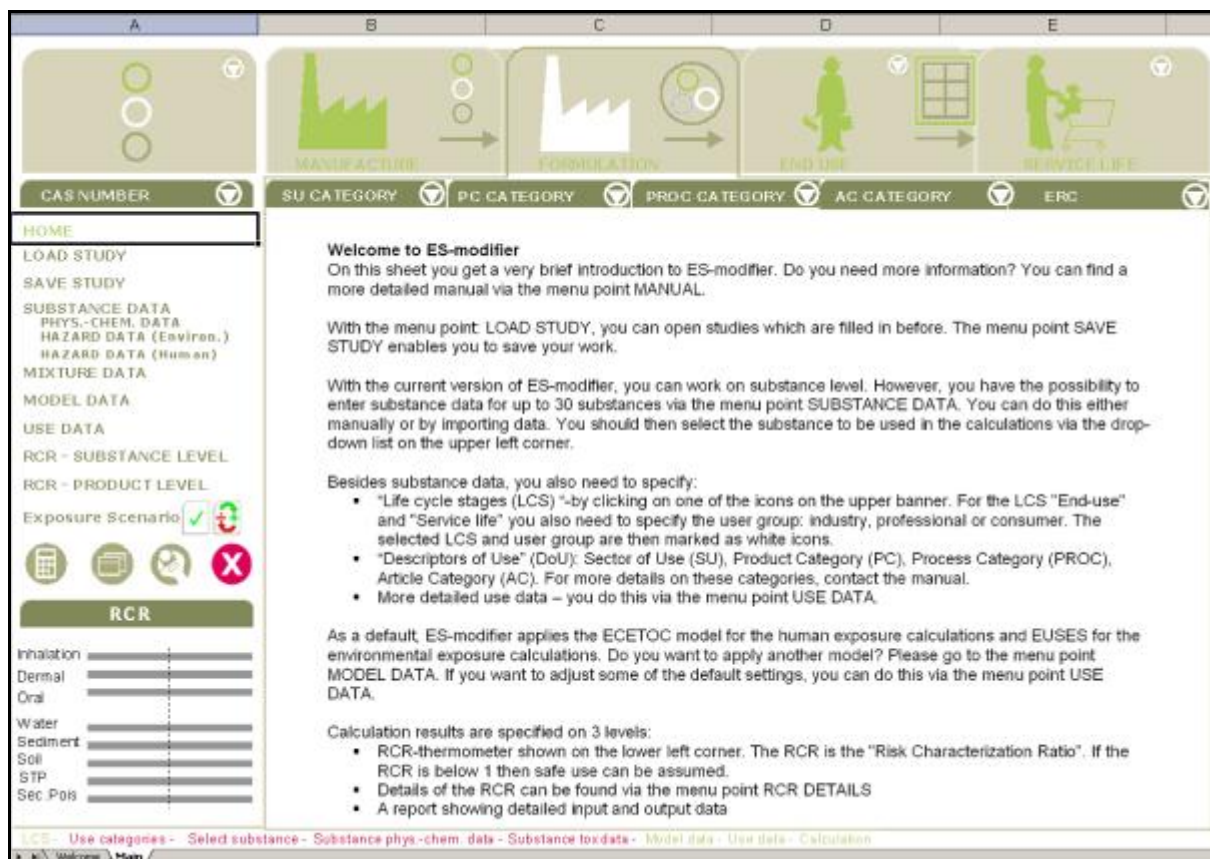 A B C D E
MANUFACTURE FORMULATION END USE SERVICE LIFE
CAS NUMBER SU CATEGORY PC CATEGORY PROC CATEGORY AC CATEGORY ERC
HOME
LOAD STUDY
SAVE STUDY
SUBSTANCE DATA
PHYS.-CHEM. DATA
HAZARD DATA (Environ.)
HAZARD DATA (Human)
MIXTURE DATA
MODEL DATA
USE DATA
RCR - SUBSTANCE LEVEL
RCR - PRODUCT LEVEL
Exposure Scenario
RCR
Inhalation
Dermal
Oral
Water
Sediment
Soil
STP
Sec.Pois
Welcome to ES-modifier
On this sheet you get a very brief introduction to ES-modifier. Do you need more information? You can find a
more detailed manual via the menu point MANUAL.
With the menu point: LOAD STUDY, you can open studies which are filled in before. The menu point SAVE
STUDY enables you to save your work.
With the current version of ES-modifier, you can work on substance level. However, you have the possibility to
enter substance data for up to 30 substances via the menu point SUBSTANCE DATA. You can do this either
manually or by importing data. You should then select the substance to be used in the calculations via the drop-
down list on the upper left corner.
Besides substance data, you also need to specify:
• "Life cycle stages (LCS) "-by clicking on one of the icons on the upper banner. For the LCS "End-use"
and "Service life" you also need to specify the user group: industry, professional or consumer. The
selected LCS and user group are then marked as white icons.
• "Descriptors of Use" (DoU): Sector of Use (SU), Product Category (PC), Process Category (PROC),
Article Category (AC). For more details on these categories, contact the manual.
• More detailed use data – you do this via the menu point USE DATA.
As a default, ES-modifier applies the ECETOC model for the human exposure calculations and EUSES for the
environmental exposure calculations. Do you want to apply another model? Please go to the menu point
MODEL DATA. If you want to adjust some of the default settings, you can do this via the menu point USE
DATA.
Calculation results are specified on 3 levels:
• RCR-thermometer shown on the lower left corner. The RCR is the "Risk Characterization Ratio". If the
RCR is below 1 then safe use can be assumed.
• Details of the RCR can be found via the menu point RCR DETAILS
• A report showing detailed input and output data
LCS - Use categories - Select substance - Substance phys.-chem. data - Substance tox data - Model data - Use data - Calculation
Welcome Main